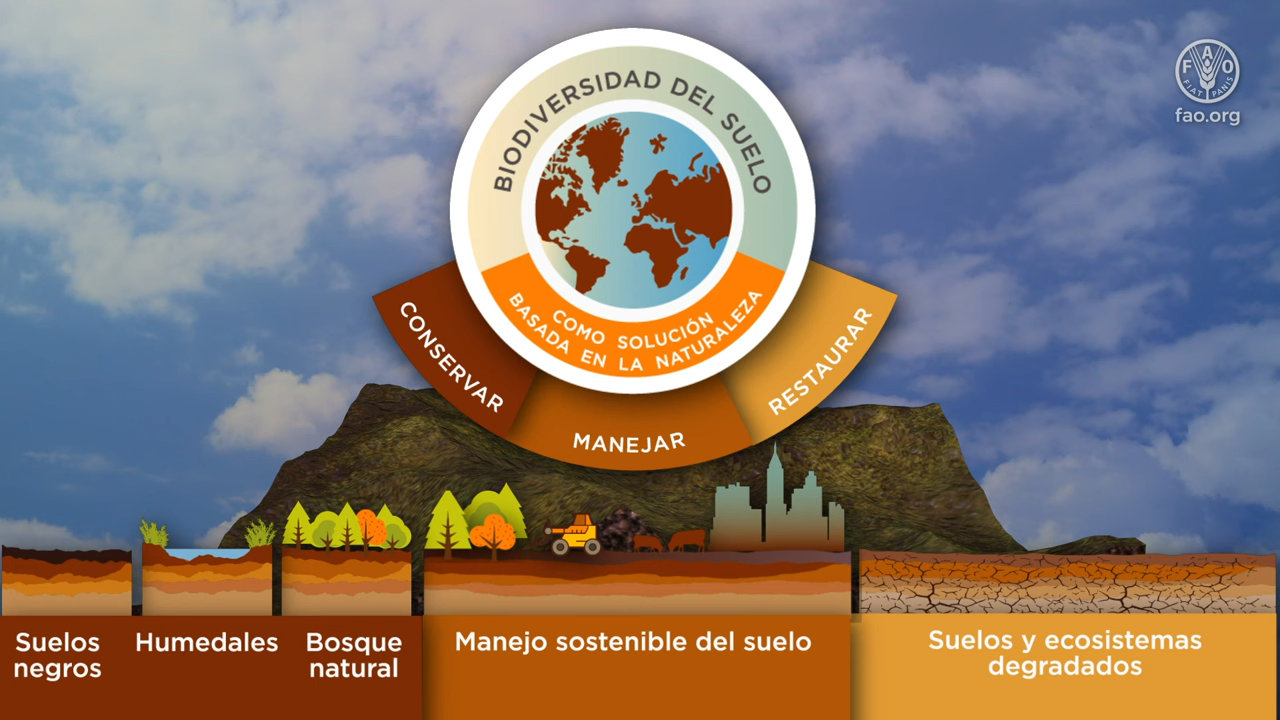 BIODIVERSIDAD DEL SUELO
COMO SOLUCIÓN
BASADA EN LA NATURALEZA
CONSERVAR
MANEJAR
RESTAURAR
F A O
FIAT PANIS
fao.org
Suelos
negros
Humedales
Bosque
natural
Manejo sostenible del suelo
Suelos y ecosistemas
degradados